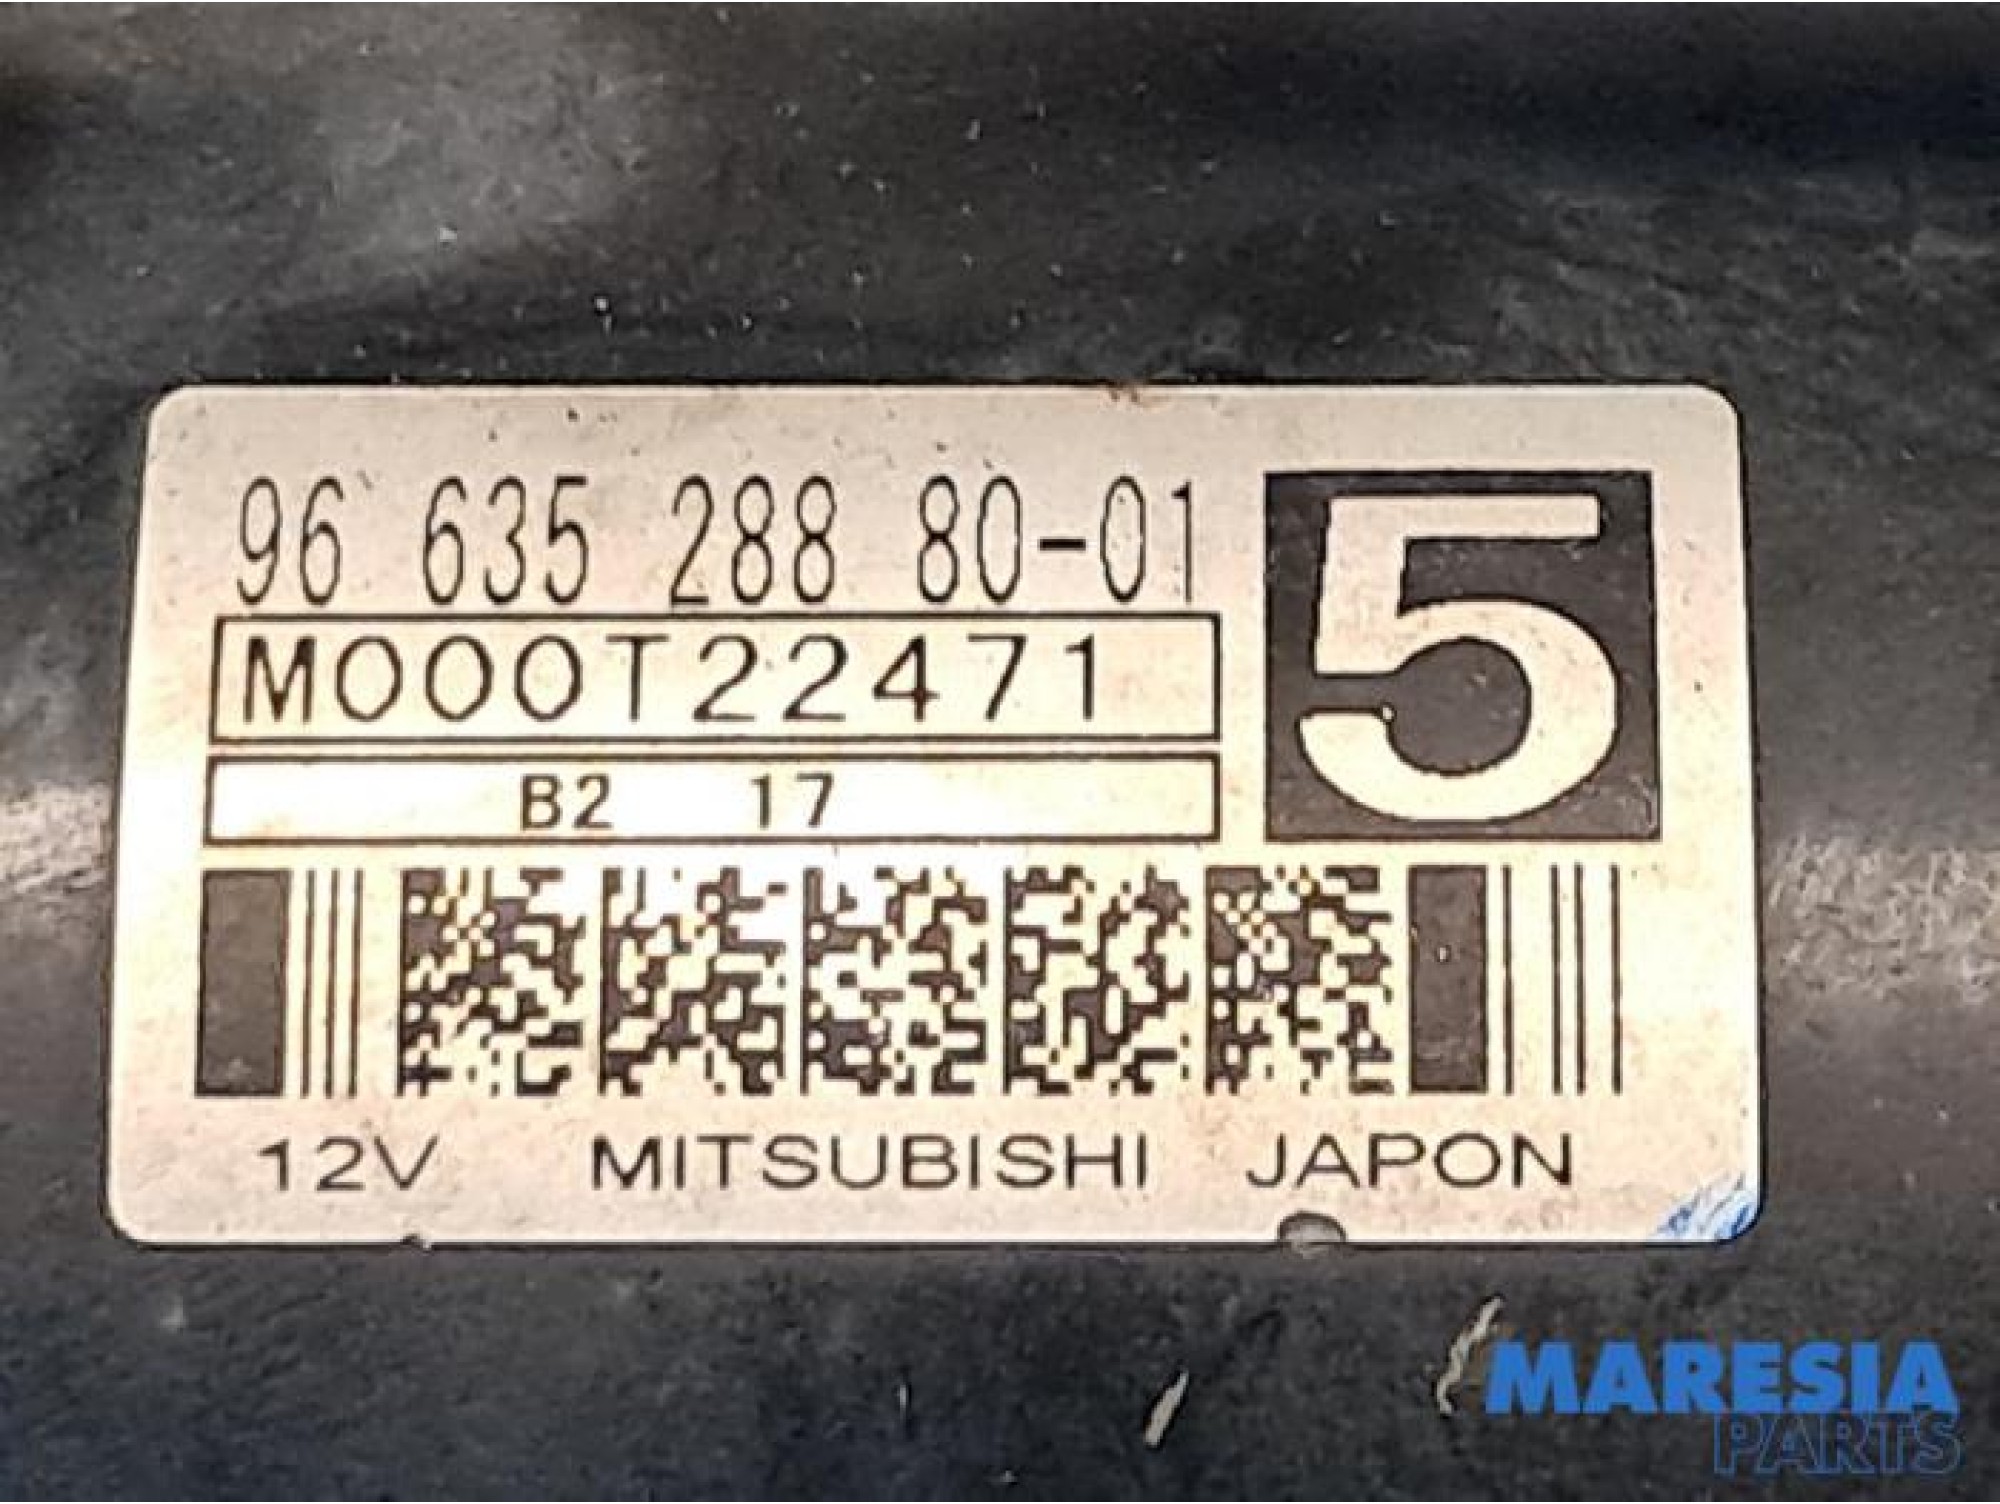 96 635 288 80-01
5
M000T22471
B2 17
12V MITSUBISHI JAPON
MARESIA
PARTS